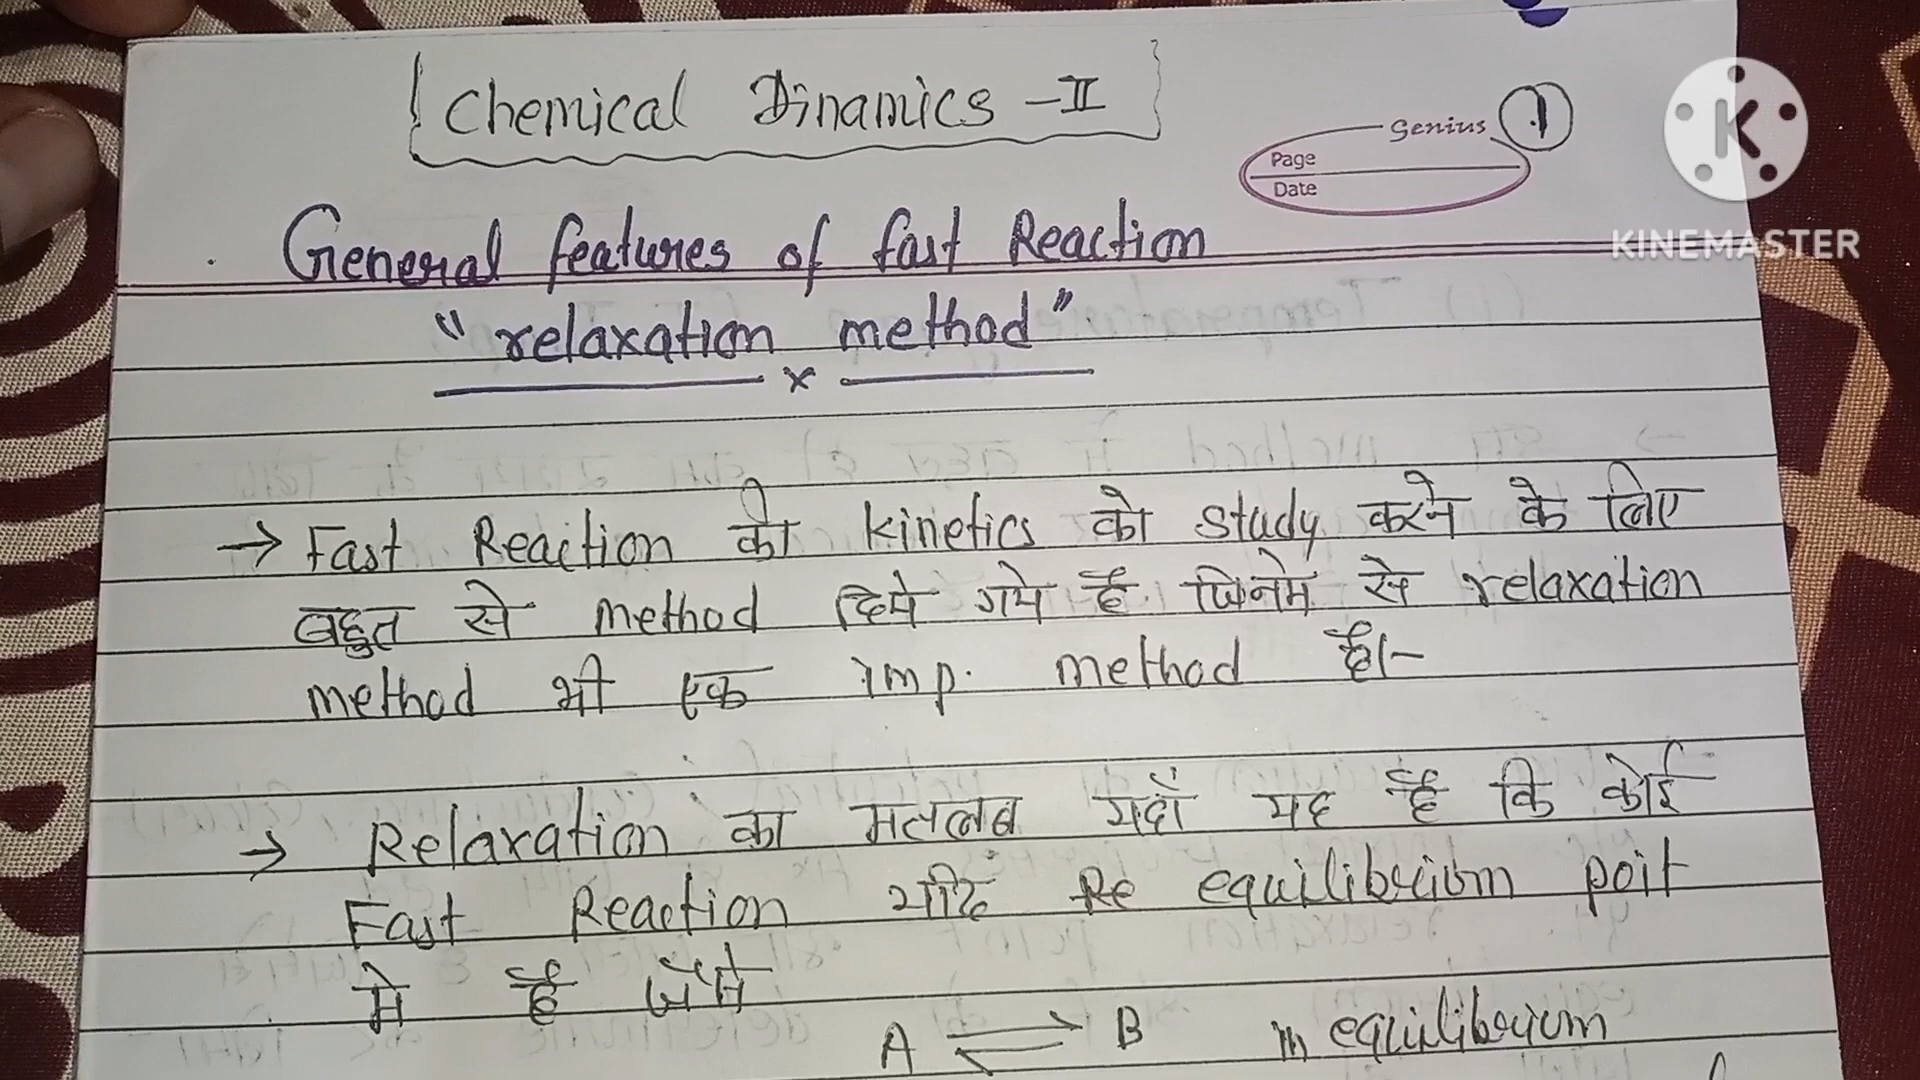 Chemical Dinamics - II
Genius 1
Page
Date
K
KINEMASTER
General features of fast Reaction
"relaxation method"
x
→ Fast Reaction की kinetics को study करने के लिए
बहुत से method दिये गये है जिनमे से relaxation
method भी एक imp. method है।-
→ Relaxation का मतलब यहाँ यह है कि कोई
Fast Reaction यदि Re equilibrium poit
मे है जैसे
A ⇌ B in equilibrium